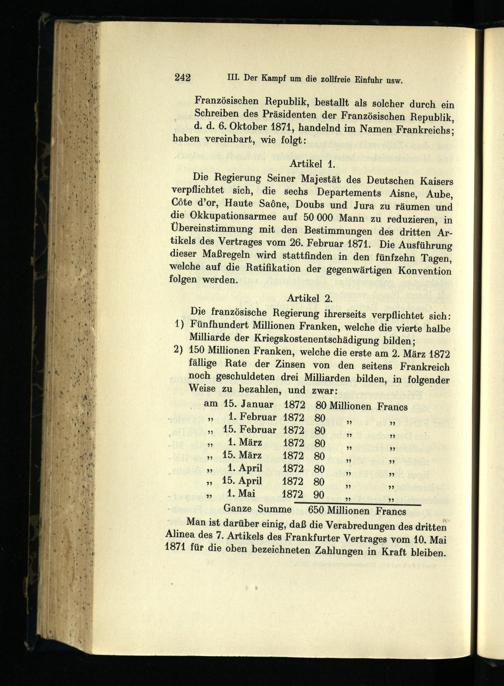 242 III. Der Kampf um die zollfreie Einfuhr usw.
Französischen Republik, bestallt als solcher durch ein
Schreiben des Präsidenten der Französischen Republik,
d. d. 6. Oktober 1871, handelnd im Namen Frankreichs;
haben vereinbart, wie folgt:
Artikel 1.
Die Regierung Seiner Majestät des Deutschen Kaisers
verpflichtet sich, die sechs Departements Aisne, Aube,
Côte d'or, Haute Saône, Doubs und Jura zu räumen und
die Okkupationsarmee auf 50 000 Mann zu reduzieren, in
Übereinstimmung mit den Bestimmungen des dritten Ar-
tikels des Vertrages vom 26. Februar 1871. Die Ausführung
dieser Maßregeln wird stattfinden in den fünfzehn Tagen,
welche auf die Ratifikation der gegenwärtigen Konvention
folgen werden.
Artikel 2.
Die französische Regierung ihrerseits verpflichtet sich:
1) Fünfhundert Millionen Franken, welche die vierte halbe
Milliarde der Kriegskostenentschädigung bilden;
2) 150 Millionen Franken, welche die erste am 2. März 1872
fällige Rate der Zinsen von den seitens Frankreich
noch geschuldeten drei Milliarden bilden, in folgender
Weise zu bezahlen, und zwar:
am 15. Januar 1872 80 Millionen Francs
„ 1. Februar 1872 80 „ „
„ 15. Februar 1872 80 „ „
„ 1. März 1872 80 „ „
„ 15. März 1872 80 „ „
„ 1. April 1872 80 „ „
„ 15. April 1872 80 „ „
„ 1. Mai 1872 90 „ „
Ganze Summe 650 Millionen Francs
Man ist darüber einig, daß die Verabredungen des dritten
Alinea des 7. Artikels des Frankfurter Vertrages vom 10. Mai
1871 für die oben bezeichneten Zahlungen in Kraft bleiben.